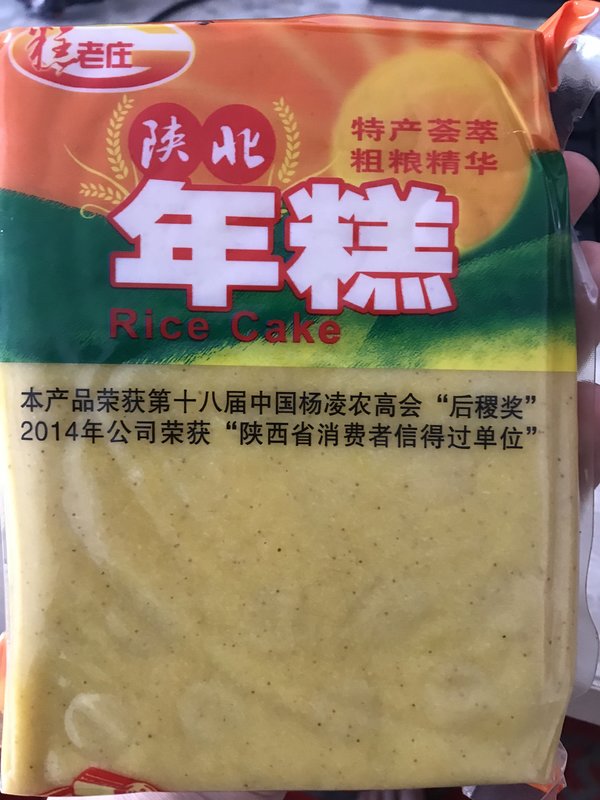 糕老庄
陕北
特产荟萃
粗粮精华
年糕
Rice Cake
本产品荣获第十八届中国杨凌农高会“后稷奖”
2014年公司荣获“陕西省消费者信得过单位”